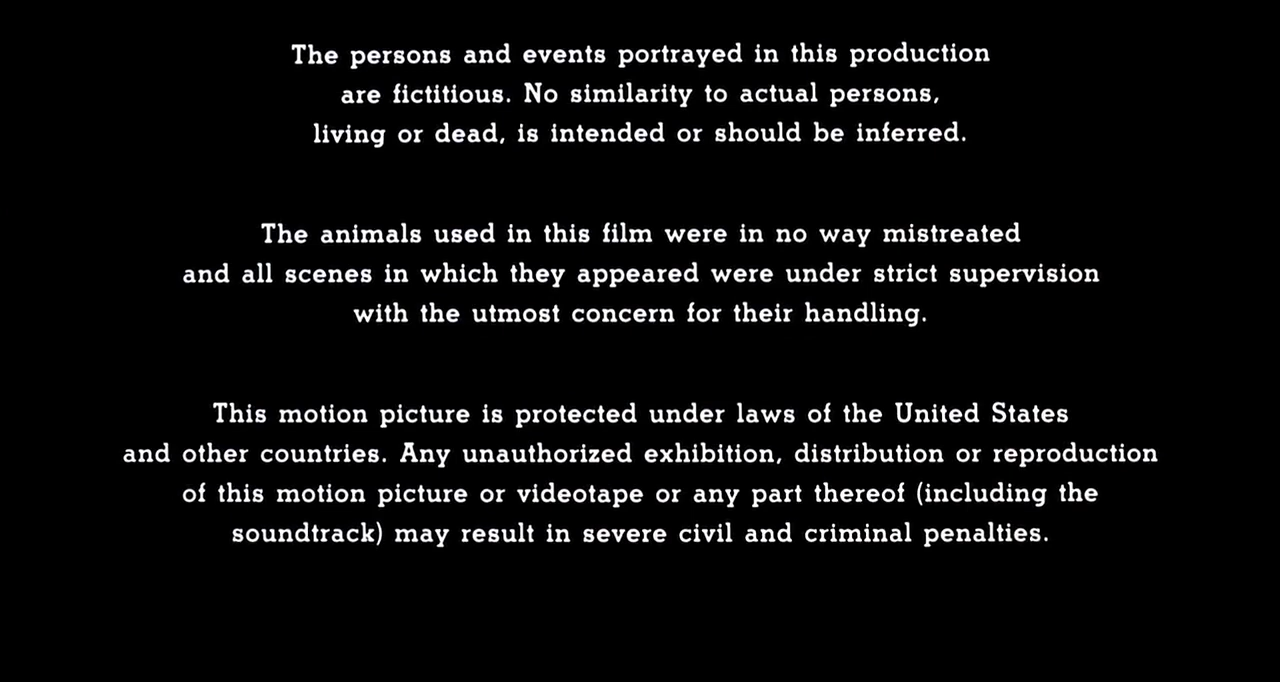 The persons and events portrayed in this production
are fictitious. No similarity to actual persons,
living or dead, is intended or should be inferred.
The animals used in this film were in no way mistreated
and all scenes in which they appeared were under strict supervision
with the utmost concern for their handling.
This motion picture is protected under laws of the United States
and other countries. Any unauthorized exhibition, distribution or reproduction
of this motion picture or videotape or any part thereof (including the
soundtrack) may result in severe civil and criminal penalties.